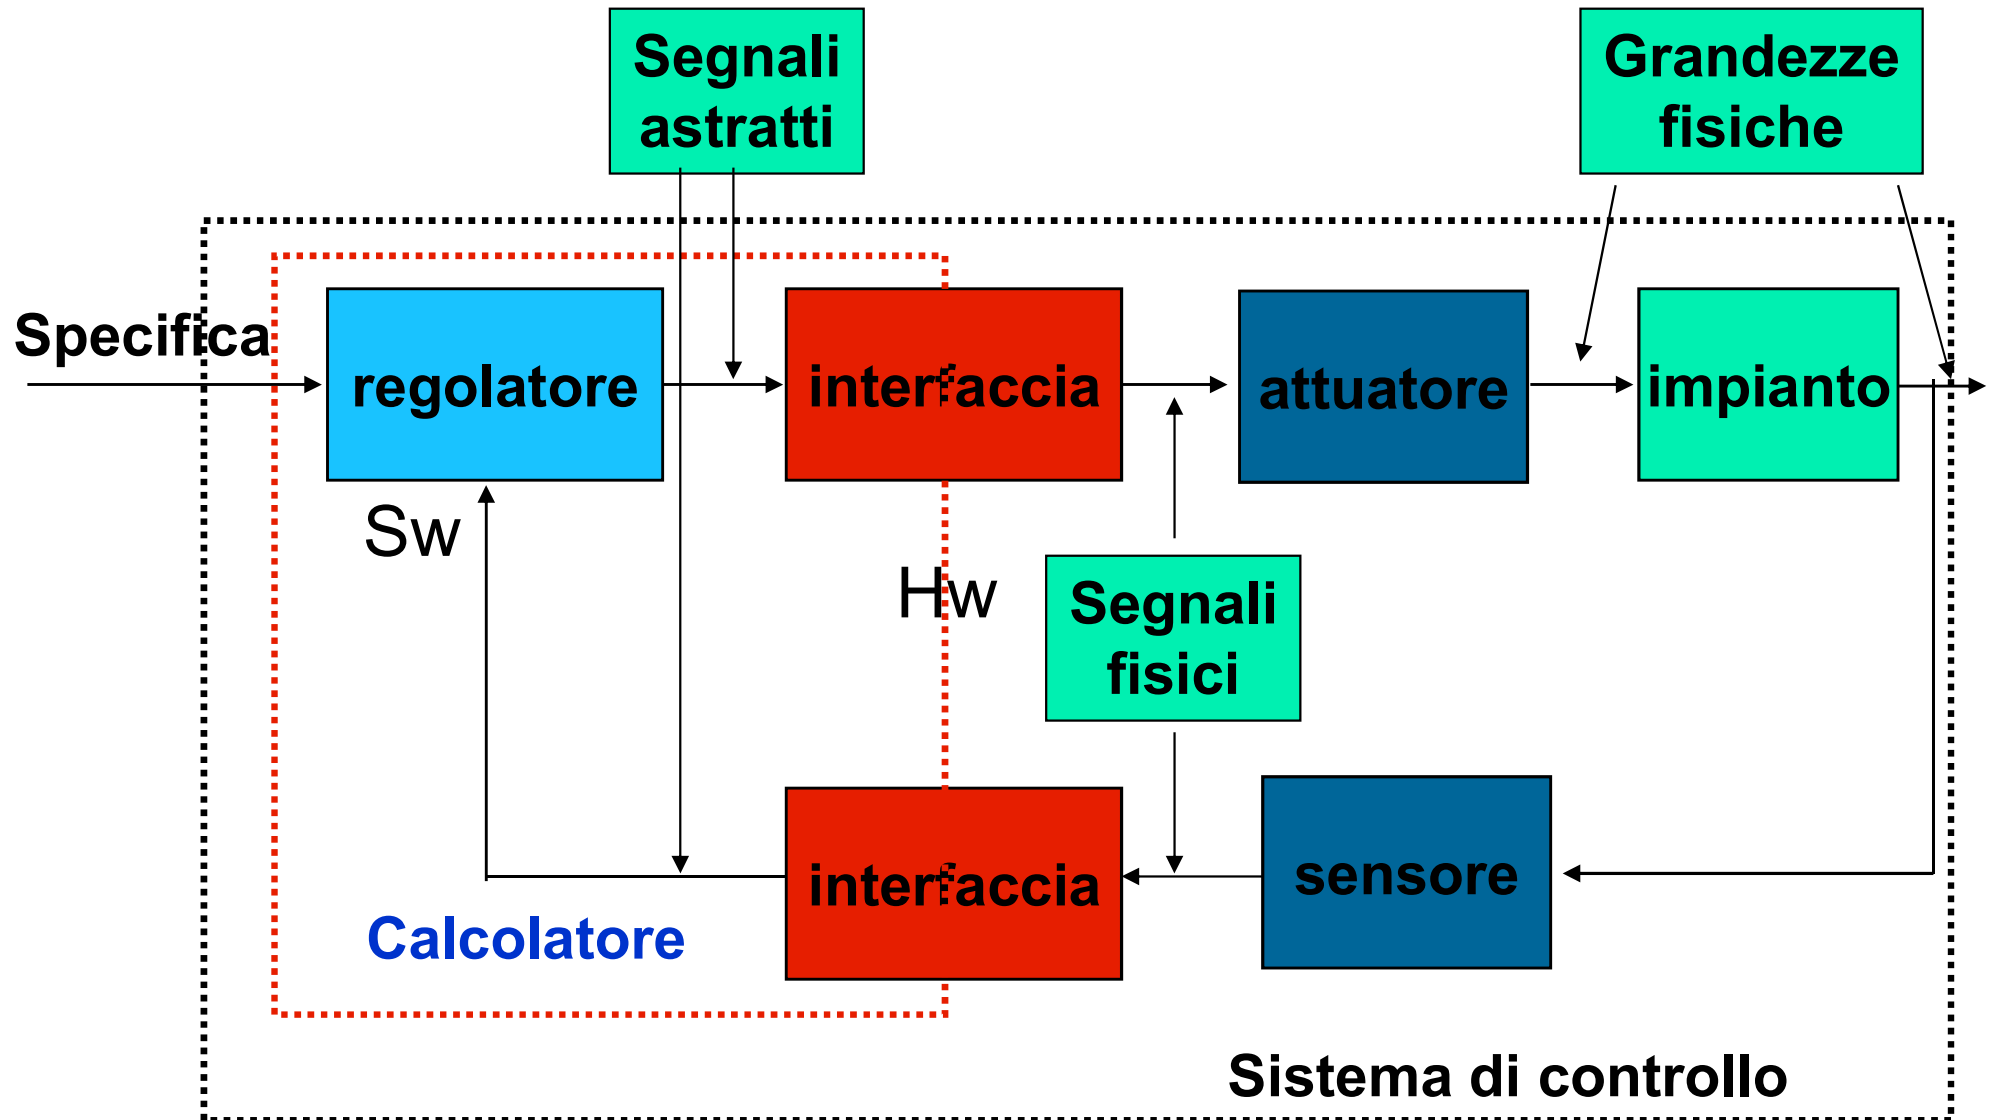 Segnali
astratti
Grandezze
fisiche
Specifica
regolatore
interfaccia
attuatore
impianto
Sw
Hw
Segnali
fisici
interfaccia
sensore
Calcolatore
Sistema di controllo